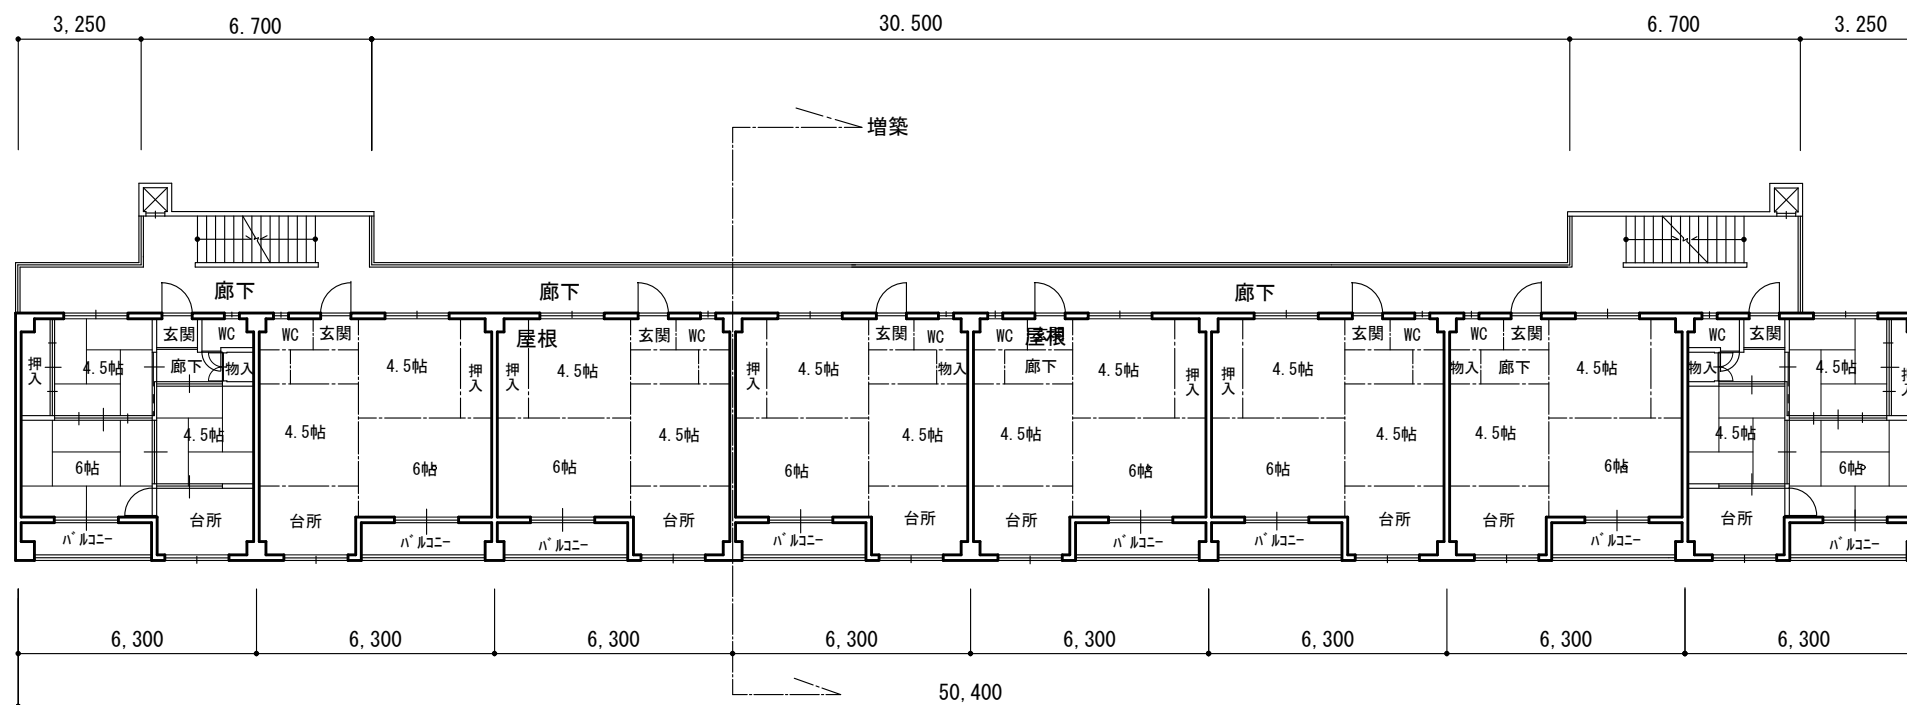 3,250 6.700 30.500 6.700 3.250
増築
廊下 廊下 廊下
玄関 WC WC 玄関 屋根 玄関 WC 玄関 WC WC 玄関 屋根 玄関 WC WC 玄関 WC 玄関
押入 4.5帖 廊下 物入 4.5帖 押入 押入 4.5帖 押入 4.5帖 物入 廊下 4.5帖 押入 押入 4.5帖 物入 廊下 4.5帖 物入 4.5帖 押入
6帖 4.5帖 4.5帖 6帖 6帖 4.5帖 6帖 4.5帖 4.5帖 6帖 6帖 4.5帖 4.5帖 6帖 4.5帖 6帖
台所 台所 台所 台所 台所 台所 台所 台所
バルコニー バルコニー バルコニー バルコニー バルコニー バルコニー バルコニー バルコニー
6,300 6,300 6,300 6,300 6,300 6,300 6,300 6,300
50,400